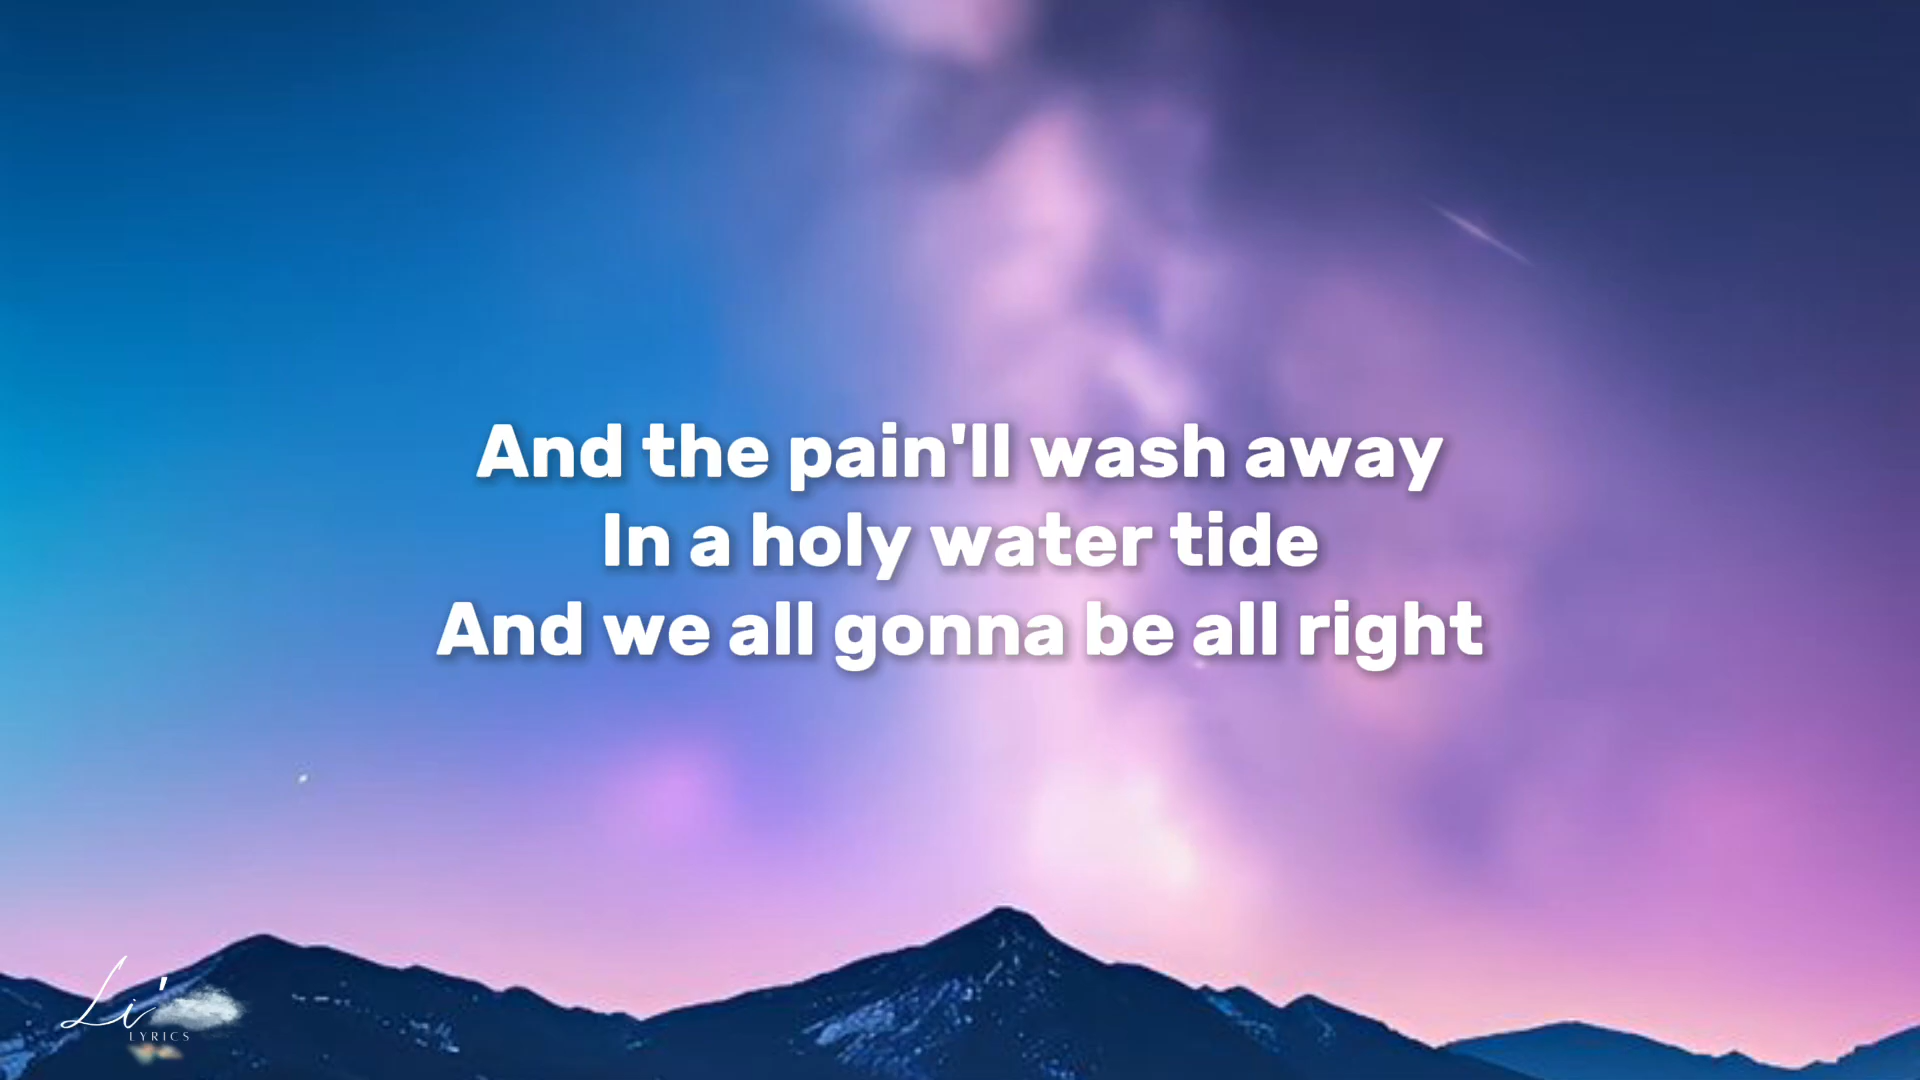 And the pain'll wash away
In a holy water tide
And we all gonna be all right
Li'
LYRICS